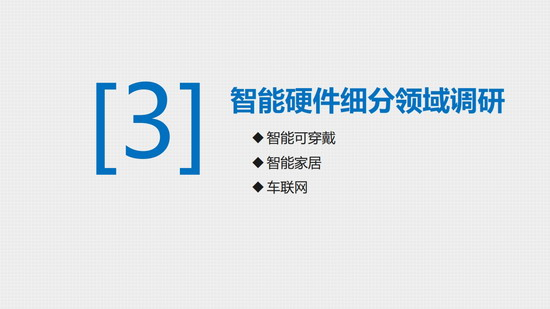 [3]
智能硬件细分领域调研
◆ 智能可穿戴
◆ 智能家居
◆ 车联网